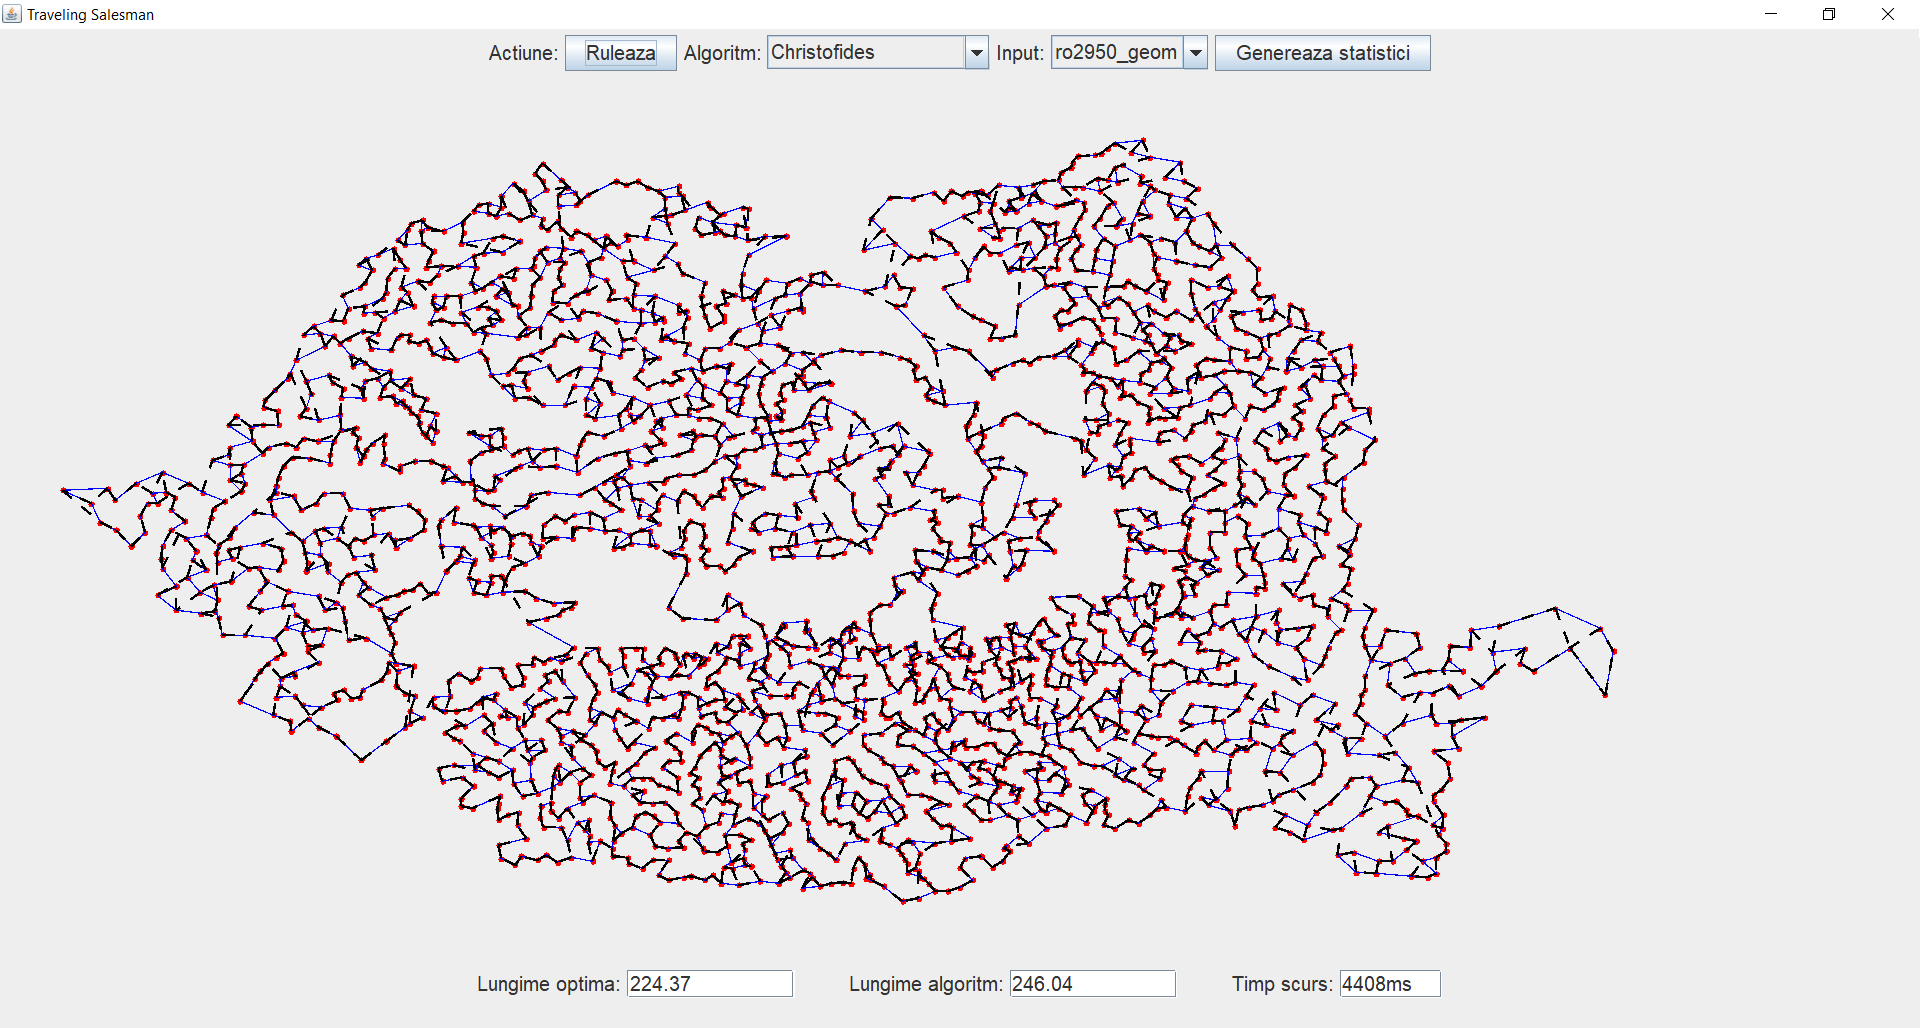 Traveling Salesman
Actiune: Ruleaza Algoritm: Christofides Input: ro2950_geom Genereaza statistici
Lungime optima: 224.37 Lungime algoritm: 246.04 Timp scurs: 4408ms